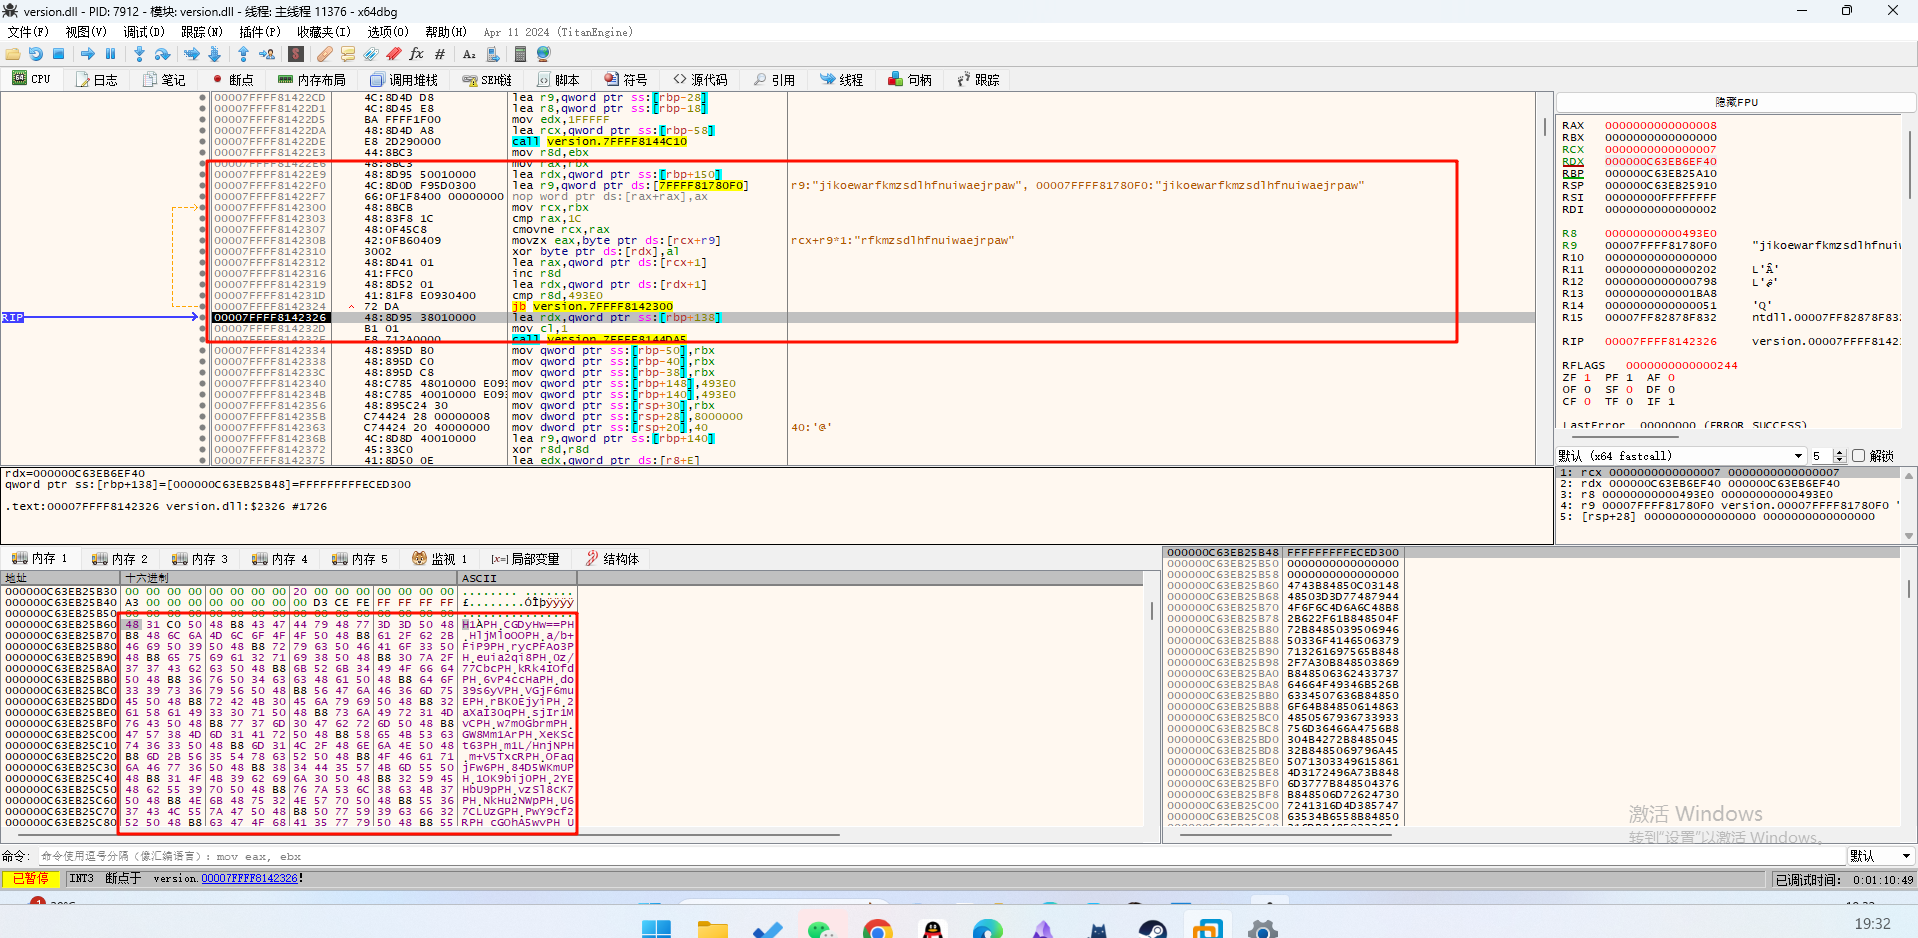 version.dll - PID: 7912 - 模块: version.dll - 线程: 主线程 11376 - x64dbg
文件(F) 视图(V) 调试(D) 跟踪(N) 插件(P) 收藏夹(I) 选项(O) 帮助(H) Apr 11 2024 (TitanEngine)
CPU 日志 笔记 断点 内存布局 调用堆栈 SEH链 脚本 符号 源代码 引用 线程 句柄 跟踪
00007FFFF81422CD 4C:8D4D D8 lea r9,qword ptr ss:[rbp-28]
00007FFFF81422D1 4C:8D45 E8 lea r8,qword ptr ss:[rbp-18]
00007FFFF81422D5 BA FFFF1F00 mov edx,1FFFFF
00007FFFF81422DA 48:8D4D A8 lea rcx,qword ptr ss:[rbp-58]
00007FFFF81422DE E8 2D290000 call version.7FFFF8144C10
00007FFFF81422E3 44:8BC3 mov r8d,ebx
00007FFFF81422E6 48:8BC3 mov rax,rbx
00007FFFF81422E9 48:8D95 50010000 lea rdx,qword ptr ss:[rbp+150]
00007FFFF81422F0 4C:8D0D F95D0300 lea r9,qword ptr ds:[7FFFF81780F0] r9:"jikoewarfkmzsdlhfnuiwaejrpaw", 00007FFFF81780F0:"jikoewarfkmzsdlhfnuiwaejrpaw"
00007FFFF81422F7 66:0F1F8400 00000000 nop word ptr ds:[rax+rax],ax
00007FFFF8142300 48:8BCB mov rcx,rbx
00007FFFF8142303 48:83F8 1C cmp rax,1C
00007FFFF8142307 48:0F45C8 cmovne rcx,rax
00007FFFF814230B 42:0FB60409 movzx eax,byte ptr ds:[rcx+r9] rcx+r9*1:"rfkmzsdlhfnuiwaejrpaw"
00007FFFF8142310 3002 xor byte ptr ds:[rdx],al
00007FFFF8142312 48:8D41 01 lea rax,qword ptr ds:[rcx+1]
00007FFFF8142316 41:FFC0 inc r8d
00007FFFF8142319 48:8D52 01 lea rdx,qword ptr ds:[rdx+1]
00007FFFF814231D 41:81F8 E0930400 cmp r8d,493E0
00007FFFF8142324 72 DA jb version.7FFFF8142300
RIP 00007FFFF8142326 48:8D95 38010000 lea rdx,qword ptr ss:[rbp+138]
00007FFFF814232D B1 01 mov cl,1
00007FFFF814232F E8 712A0000 call version.7FFFF8144DA5
00007FFFF8142334 48:895D B0 mov qword ptr ss:[rbp-50],rbx
00007FFFF8142338 48:895D C0 mov qword ptr ss:[rbp-40],rbx
00007FFFF814233C 48:895D C8 mov qword ptr ss:[rbp-38],rbx
00007FFFF8142340 48:C785 48010000 E093 mov qword ptr ss:[rbp+148],493E0
00007FFFF814234B 48:C785 40010000 E093 mov qword ptr ss:[rbp+140],493E0
00007FFFF8142356 48:895C24 30 mov qword ptr ss:[rsp+30],rbx
00007FFFF814235B C74424 28 00000008 mov dword ptr ss:[rsp+28],8000000
00007FFFF8142363 C74424 20 40000000 mov dword ptr ss:[rsp+20],40 40:'@'
00007FFFF814236B 4C:8D8D 40010000 lea r9,qword ptr ss:[rbp+140]
00007FFFF8142372 45:33C0 xor r8d,r8d
00007FFFF8142375 41:8D50 0E lea edx,qword ptr ds:[r8+E]
隐藏FPU
RAX 0000000000000008
RBX 0000000000000000
RCX 0000000000000007
RDX 000000C63EB6EF40
RBP 000000C63EB25A10
RSP 000000C63EB25910
RSI 00000000FFFFFFFF
RDI 0000000000000002
R8 00000000000493E0
R9 00007FFFF81780F0 "jikoewarfkmzsdlhfnui
R10 0000000000000000
R11 0000000000000202
R12 0000000000000798
R13 0000000000001BA8
R14 0000000000000051 'Q'
R15 00007FF82878F832 ntdll.00007FF82878F83
RIP 00007FFFF8142326 version.00007FFFF8142
RFLAGS 0000000000000244
ZF 1 PF 1 AF 0
OF 0 SF 0 DF 0
CF 0 TF 0 IF 1
LastError 00000000 (ERROR_SUCCESS)
默认 (x64 fastcall) 5 解锁
1: rcx 0000000000000007 0000000000000007
2: rdx 000000C63EB6EF40 000000C63EB6EF40
3: r8 00000000000493E0 00000000000493E0
4: r9 00007FFFF81780F0 version.00007FFFF81780F0
5: [rsp+28] 0000000000000000 0000000000000000
rdx=000000C63EB6EF40
qword ptr ss:[rbp+138]=[000000C63EB25B48]=FFFFFFFFFECED300
.text:00007FFFF8142326 version.dll:$2326 #1726
内存 1 内存 2 内存 3 内存 4 内存 5 监视 1 [x=] 局部变量 结构体
地址 十六进制 ASCII
000000C63EB25B30 00 00 00 00 00 00 00 00 20 00 00 00 00 00 00 00
000000C63EB25B40 A3 00 00 00 00 00 00 00 00 D3 CE FE FF FF FF FF £........ÓÎþÿÿÿÿ
000000C63EB25B50
000000C63EB25B60 48 31 C0 50 48 B8 43 47 44 79 48 77 3D 3D 50 48 H1ÀPH¸CGDyHw==PH
000000C63EB25B70 B8 48 6C 6A 4D 6C 6F 4F 4F 50 48 B8 61 2F 62 2B ¸HljMloOOPH¸a/b+
000000C63EB25B80 46 69 50 39 50 48 B8 72 79 63 50 46 41 6F 33 50 FiP9PH¸rycPFAo3P
000000C63EB25B90 48 B8 65 75 69 61 32 71 69 38 50 48 B8 30 7A 2F H¸euia2qi8PH¸0z/
000000C63EB25BA0 37 37 43 62 63 50 48 B8 6B 52 6B 34 49 4F 66 64 77CbcPH¸kRk4IOfd
000000C63EB25BB0 50 48 B8 36 76 50 34 63 63 48 61 50 48 B8 64 6F PH¸6vP4ccHaPH¸do
000000C63EB25BC0 33 39 73 36 79 56 50 48 B8 56 47 6A 46 36 6D 75 39s6yVPH¸VGjF6mu
000000C63EB25BD0 45 50 48 B8 72 42 4B 30 45 6A 79 69 50 48 B8 32 EPH¸rBK0EjyiPH¸2
000000C63EB25BE0 61 58 61 49 33 30 71 50 48 B8 73 6A 49 72 31 4D aXaI30qPH¸sjIr1M
000000C63EB25BF0 76 43 50 48 B8 77 37 6D 30 47 62 72 6D 50 48 B8 vCPH¸w7m0GbrmPH¸
000000C63EB25C00 47 57 38 4D 6D 31 41 72 50 48 B8 58 65 4B 53 63 GW8Mm1ArPH¸XeKSc
000000C63EB25C10 74 36 33 50 48 B8 6D 31 4C 2F 48 6E 6A 4E 50 48 t63PH¸m1L/HnjNPH
000000C63EB25C20 B8 6D 2B 56 35 54 78 63 52 50 48 B8 4F 46 61 71 ¸m+V5TxcRPH¸OFaq
000000C63EB25C30 6A 46 77 36 50 48 B8 38 34 44 35 57 4B 6D 55 50 jFw6PH¸84D5WKmUP
000000C63EB25C40 48 B8 31 4F 4B 39 62 69 6A 30 50 48 B8 32 59 45 H¸1OK9bij0PH¸2YE
000000C63EB25C50 48 62 55 39 70 50 48 B8 76 7A 53 6C 38 63 4B 37 HbU9pPH¸vzSl8cK7
000000C63EB25C60 50 48 B8 4E 6B 48 75 32 4E 57 70 50 48 B8 55 36 PH¸NkHu2NWpPH¸U6
000000C63EB25C70 37 43 4C 55 7A 47 50 48 B8 50 77 59 39 63 66 32 7CLUzGPH¸PwY9cf2
000000C63EB25C80 52 50 48 B8 63 47 4F 68 41 35 77 79 50 48 B8 55 RPH¸cGOhA5wyPH¸U
000000C63EB25B48 FFFFFFFFFECED300
000000C63EB25B50 0000000000000000
000000C63EB25B58 0000000000000000
000000C63EB25B60 4743B84850C03148
000000C63EB25B68 48503D3D77487944
000000C63EB25B70 4F6F6C4D6A6C48B8
000000C63EB25B78 2B622F61B848504F
000000C63EB25B80 72B8485039506946
000000C63EB25B88 50336F4146506379
000000C63EB25B90 713261697565B848
000000C63EB25B98 2F7A30B848503869
000000C63EB25BA0 B848506362433737
000000C63EB25BA8 64664F49346B526B
000000C63EB25BB0 6334507636B84850
000000C63EB25BB8 6F64B84850614863
000000C63EB25BC0 4850567936733933
000000C63EB25BC8 756D36466A4756B8
000000C63EB25BD0 304B4272B8485045
000000C63EB25BD8 32B8485069796A45
000000C63EB25BE0 5071303349615861
000000C63EB25BE8 4D3172496A73B848
000000C63EB25BF0 6D3777B848504376
000000C63EB25BF8 B848506D72624730
000000C63EB25C00 7241316D4D385747
000000C63EB25C08 63534B6558B84850
激活 Windows
转到"设置"以激活 Windows。
命令: 命令使用逗号分隔（像汇编语言）: mov eax, ebx 默认
已暂停 INT3 断点于 version.00007FFFF8142326! 已调试时间: 0:01:10:49
19:32